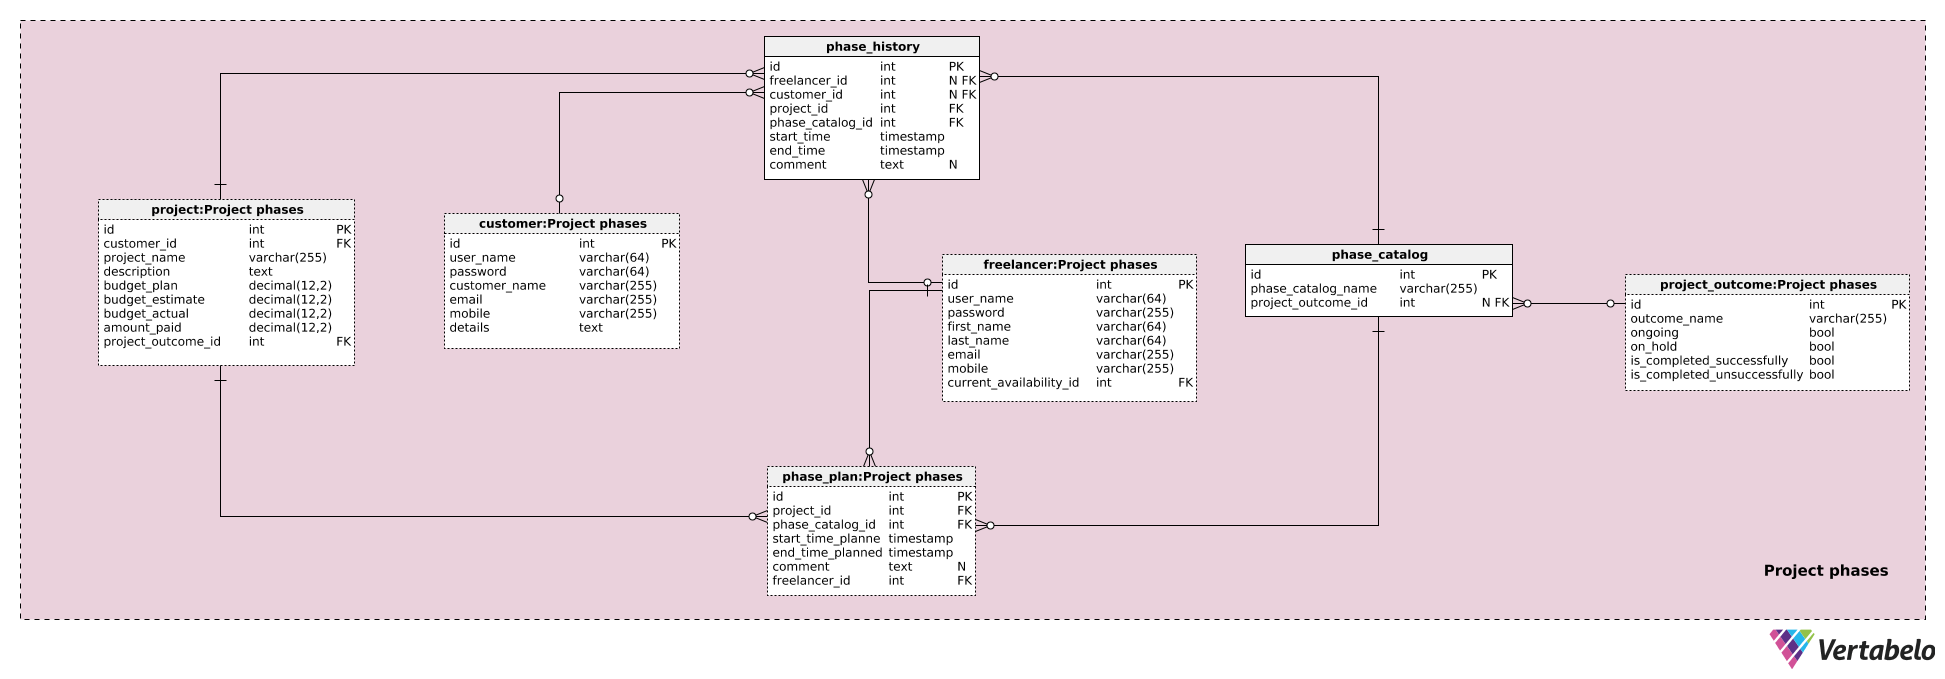 phase_history
id int PK
freelancer_id int N FK
customer_id int N FK
project_id int FK
phase_catalog_id int FK
start_time timestamp
end_time timestamp
comment text N
project:Project phases
id int PK
customer_id int FK
project_name varchar(255)
description text
budget_plan decimal(12,2)
budget_estimate decimal(12,2)
budget_actual decimal(12,2)
amount_paid decimal(12,2)
project_outcome_id int FK
customer:Project phases
id int PK
user_name varchar(64)
password varchar(64)
customer_name varchar(255)
email varchar(255)
mobile varchar(255)
details text
freelancer:Project phases
id int PK
user_name varchar(64)
password varchar(255)
first_name varchar(64)
last_name varchar(64)
email varchar(255)
mobile varchar(255)
current_availability_id int FK
phase_catalog
id int PK
phase_catalog_name varchar(255)
project_outcome_id int N FK
project_outcome:Project phases
id int PK
outcome_name varchar(255)
ongoing bool
on_hold bool
is_completed_successfully bool
is_completed_unsuccessfully bool
phase_plan:Project phases
id int PK
project_id int FK
phase_catalog_id int FK
start_time_planne timestamp
end_time_planned timestamp
comment text N
freelancer_id int FK
Project phases
Vertabelo